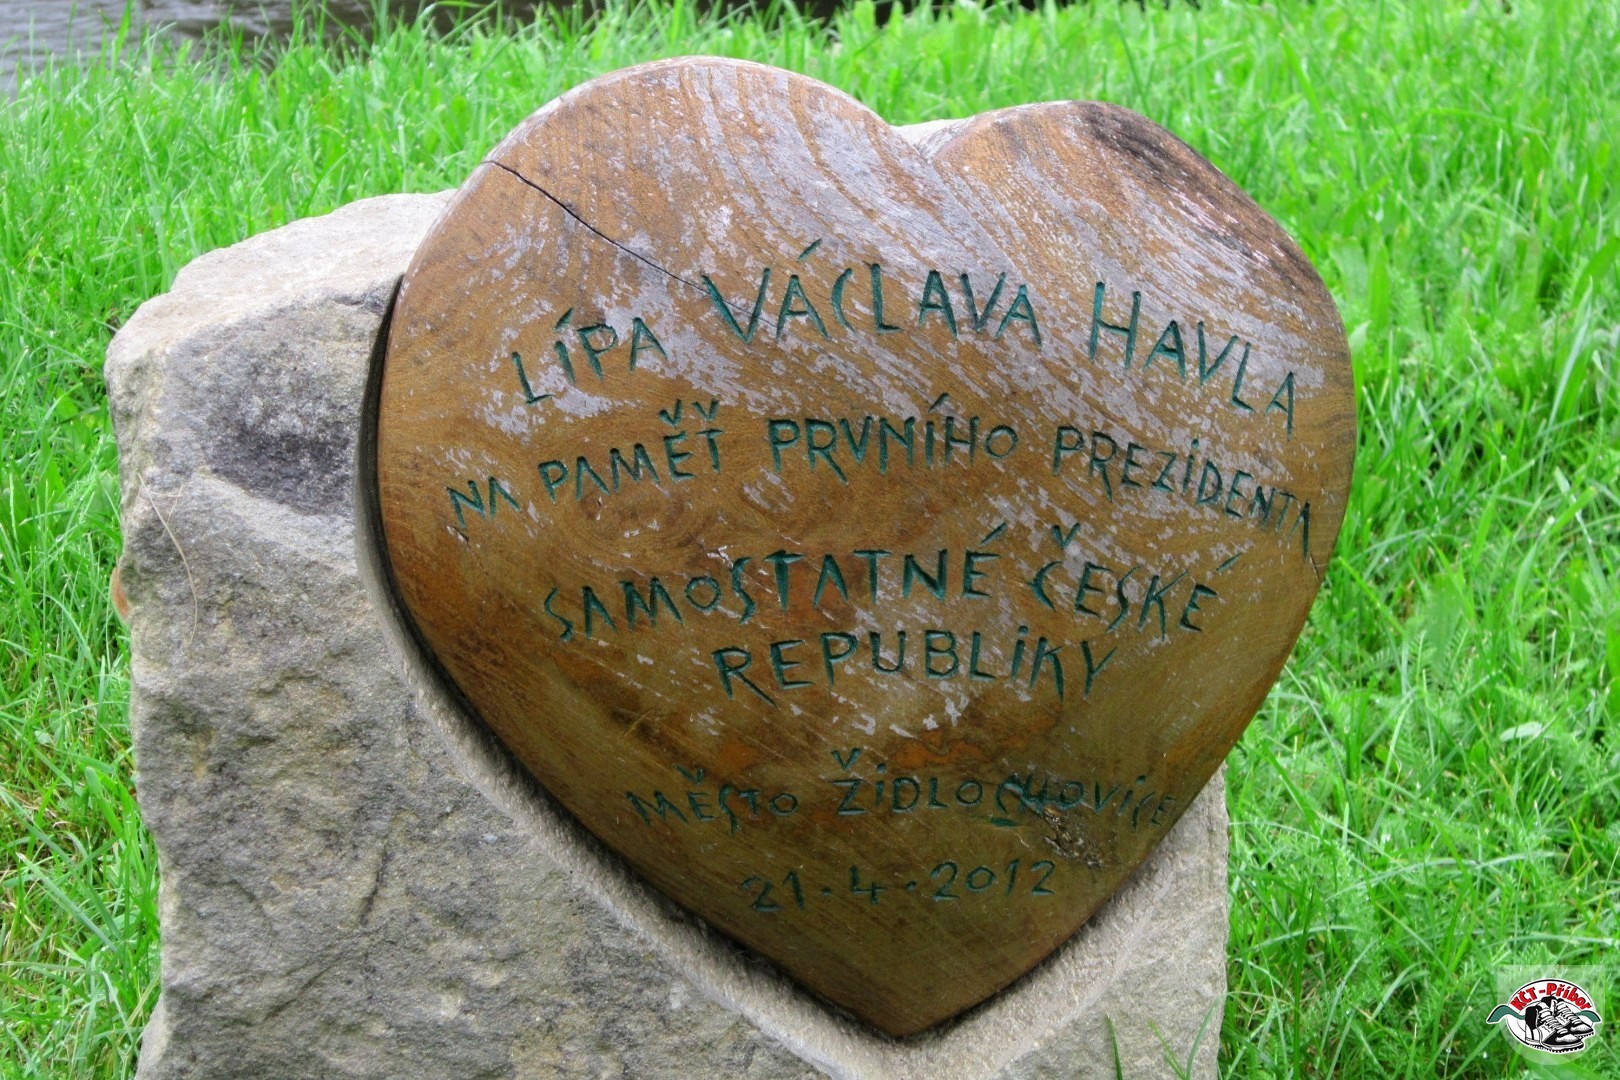 LÍPA VÁCLAVA HAVLA
NA PAMĚŤ PRVNÍHO PREZIDENTA
SAMOSTATNÉ ČESKÉ
REPUBLIKY
MĚSTO ŽIDLOCHOVICE
21.4.2012
KČT-Příbor